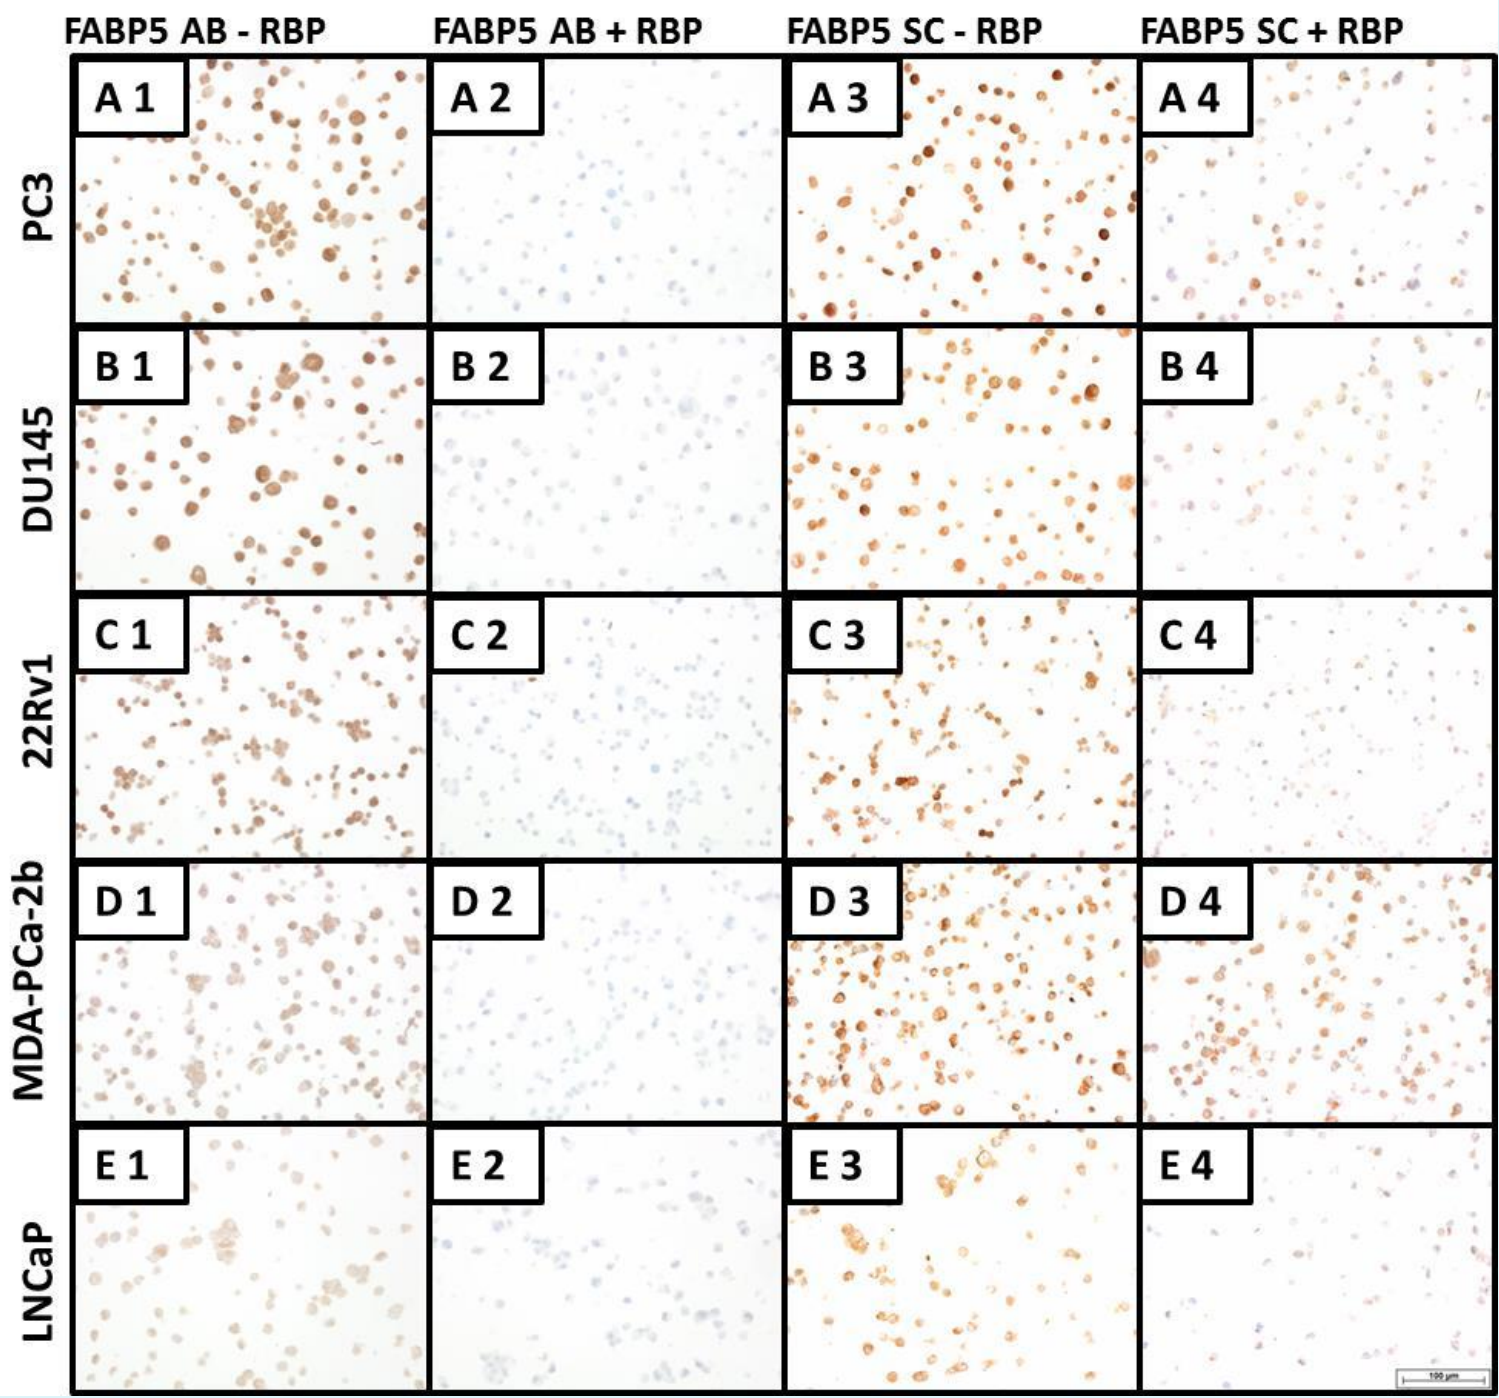 FABP5 AB - RBP FABP5 AB + RBP FABP5 SC - RBP FABP5 SC + RBP
PC3 A 1 A 2 A 3 A 4
DU145 B 1 B 2 B 3 B 4
22Rv1 C 1 C 2 C 3 C 4
MDA-PCa-2b D 1 D 2 D 3 D 4
LNCaP E 1 E 2 E 3 E 4
100 µm